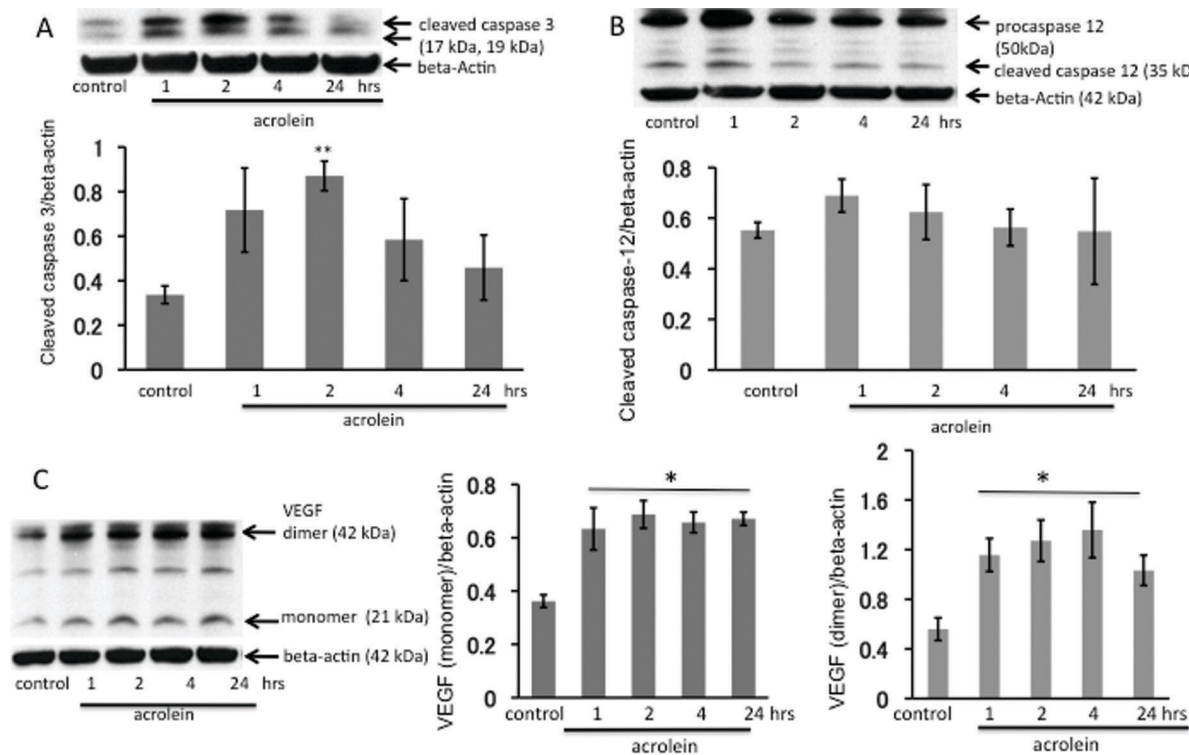 A
cleaved caspase 3
(17 kDa, 19 kDa)
beta-Actin
control 1 2 4 24 hrs
acrolein
Cleaved caspase 3/beta-actin
1
0.8
0.6
0.4
0.2
0
**
control 1 2 4 24 hrs
acrolein
B
procaspase 12
(50kDa)
cleaved caspase 12 (35 kD
beta-Actin (42 kDa)
control 1 2 4 24 hrs
Cleaved caspase-12/beta-actin
0.8
0.6
0.4
0.2
0
control 1 2 4 24 hrs
acrolein
C
VEGF
dimer (42 kDa)
monomer (21 kDa)
beta-actin (42 kDa)
control 1 2 4 24 hrs
acrolein
VEGF (monomer)/beta-actin
0.8
0.6
0.4
0.2
0
*
control 1 2 4 24 hrs
acrolein
VEGF (dimer)/beta-actin
2
1.6
1.2
0.8
0.4
0
*
control 1 2 4 24 hrs
acrolein